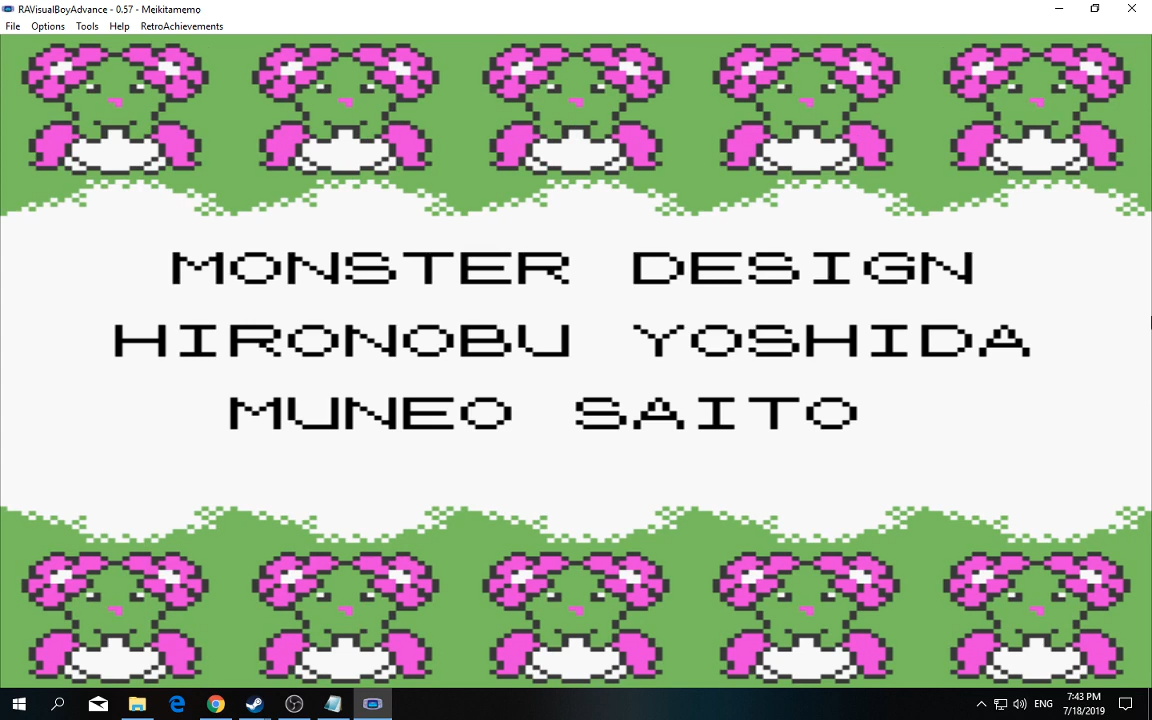 RAVisualBoyAdvance - 0.57 - Meikitamemo
File Options Tools Help RetroAchievements
MONSTER DESIGN
HIRONOBU YOSHIDA
MUNEO SAITO
ENG
7:43 PM
7/18/2019